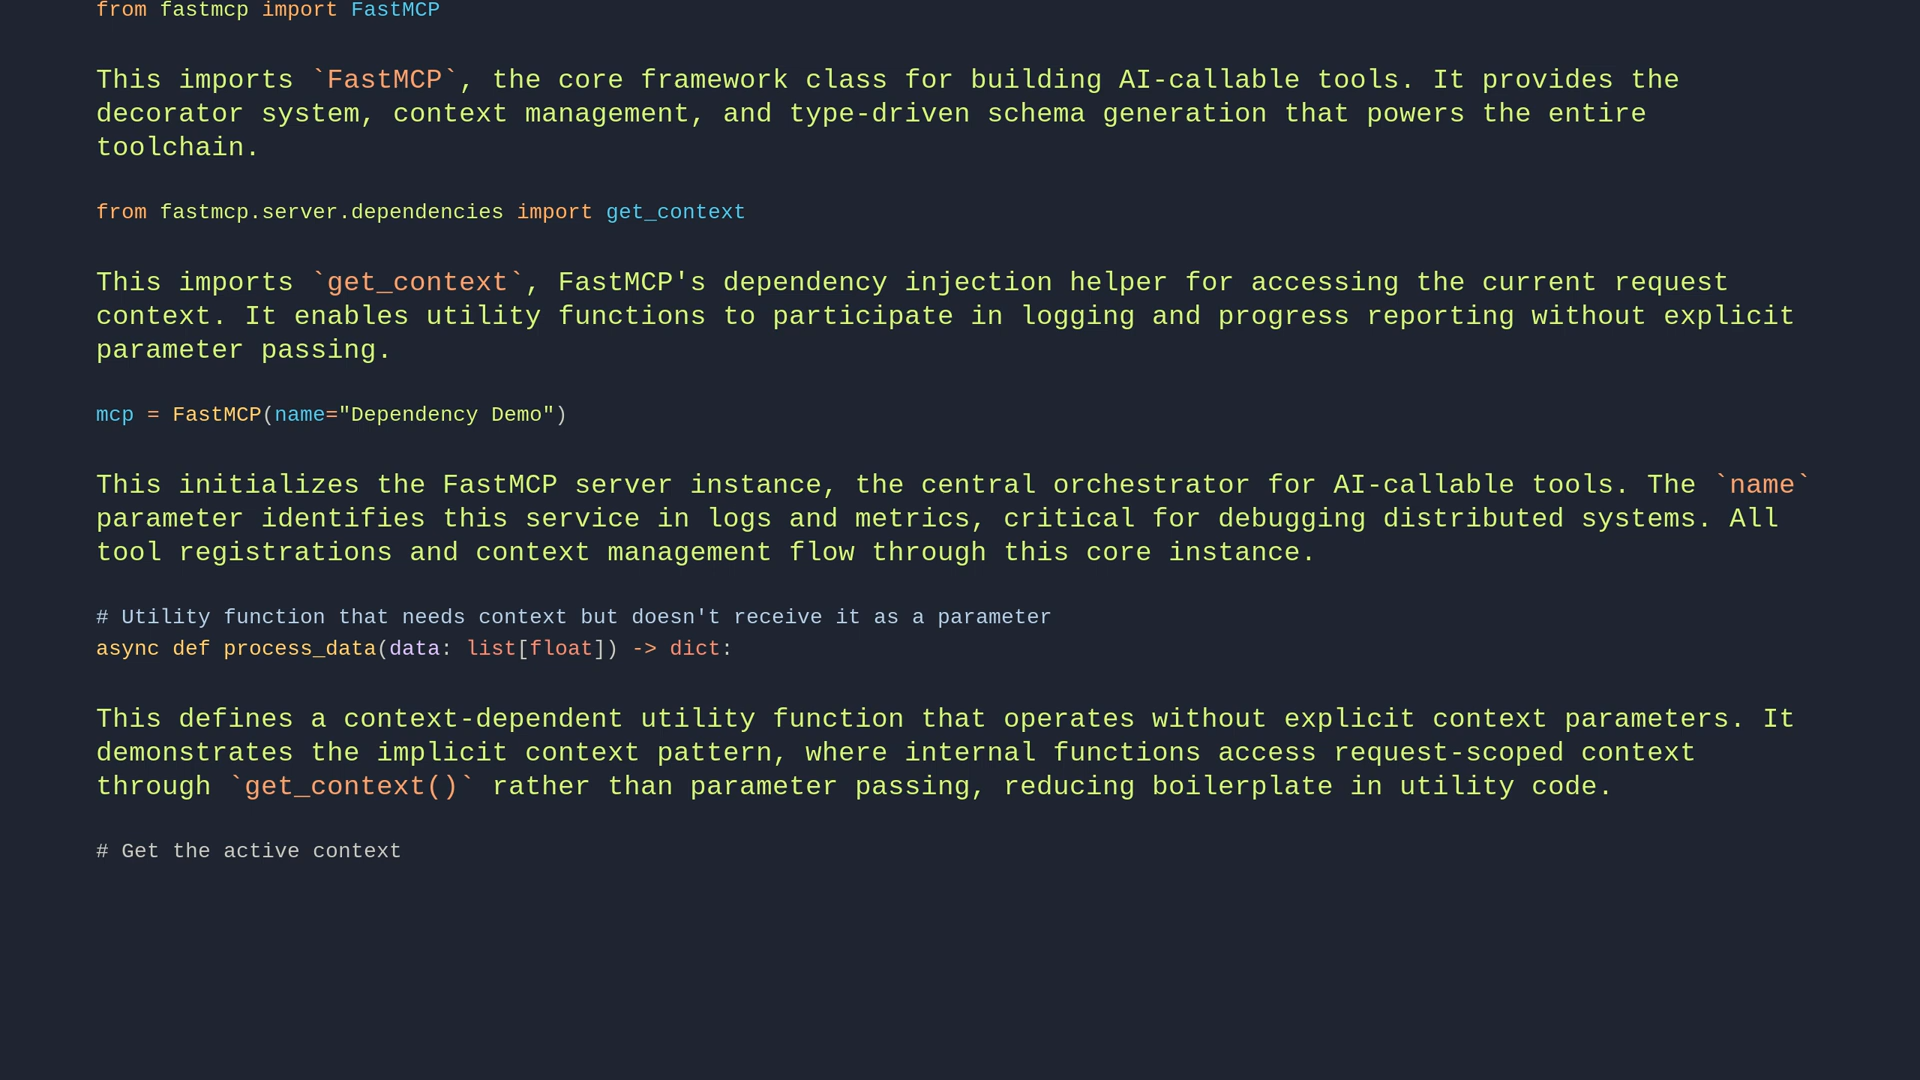 from fastmcp import FastMCP
This imports `FastMCP`, the core framework class for building AI-callable tools. It provides the
decorator system, context management, and type-driven schema generation that powers the entire
toolchain.
from fastmcp.server.dependencies import get_context
This imports `get_context`, FastMCP's dependency injection helper for accessing the current request
context. It enables utility functions to participate in logging and progress reporting without explicit
parameter passing.
mcp = FastMCP(name="Dependency Demo")
This initializes the FastMCP server instance, the central orchestrator for AI-callable tools. The `name`
parameter identifies this service in logs and metrics, critical for debugging distributed systems. All
tool registrations and context management flow through this core instance.
# Utility function that needs context but doesn't receive it as a parameter
async def process_data(data: list[float]) -> dict:
This defines a context-dependent utility function that operates without explicit context parameters. It
demonstrates the implicit context pattern, where internal functions access request-scoped context
through `get_context()` rather than parameter passing, reducing boilerplate in utility code.
# Get the active context